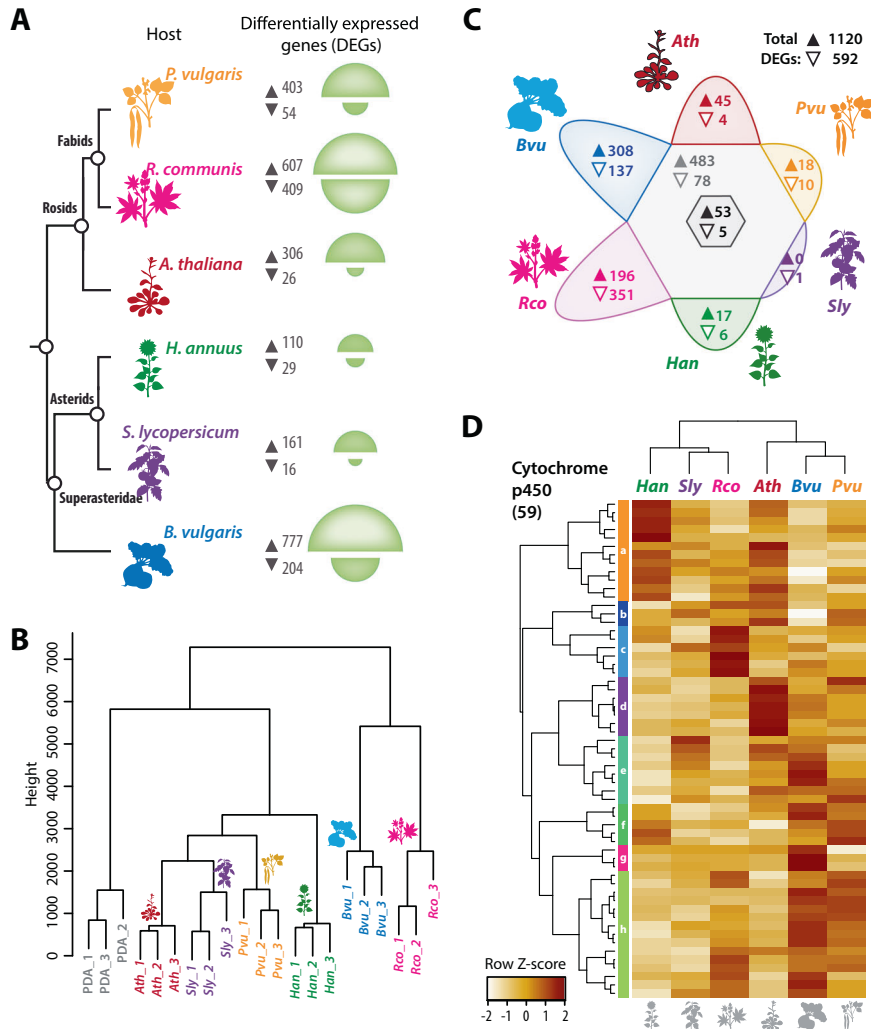 A
Host
Differentially expressed
genes (DEGs)
P. vulgaris
▲ 403
▼ 54
Fabids
R. communis
▲ 607
▼ 409
Rosids
A. thaliana
▲ 306
▼ 26
H. annuus
▲ 110
▼ 29
Asterids
S. lycopersicum
▲ 161
▼ 16
Superasteridae
B. vulgaris
▲ 777
▼ 204
B
Height
7000
6000
5000
4000
3000
2000
1000
0
PDA_1
PDA_3
PDA_2
Ath_1
Ath_2
Ath_3
Sly_1
Sly_2
Sly_3
Pvu_1
Pvu_2
Pvu_3
Han_1
Han_2
Han_3
Bvu_1
Bvu_2
Bvu_3
Rco_1
Rco_2
Rco_3
C
Total ▲ 1120
DEGs: ▽ 592
Ath
▲45
▽ 4
Bvu
▲ 308
▽ 137
Pvu
▲18
▽10
▲483
▽ 78
▲53
▽ 5
Rco
▲ 196
▽ 351
Sly
▲0
▽1
Han
▲17
▽ 6
D
Cytochrome
p450
(59)
Han Sly Rco Ath Bvu Pvu
a
b
c
d
e
f
g
h
Row Z-score
-2 -1 0 1 2